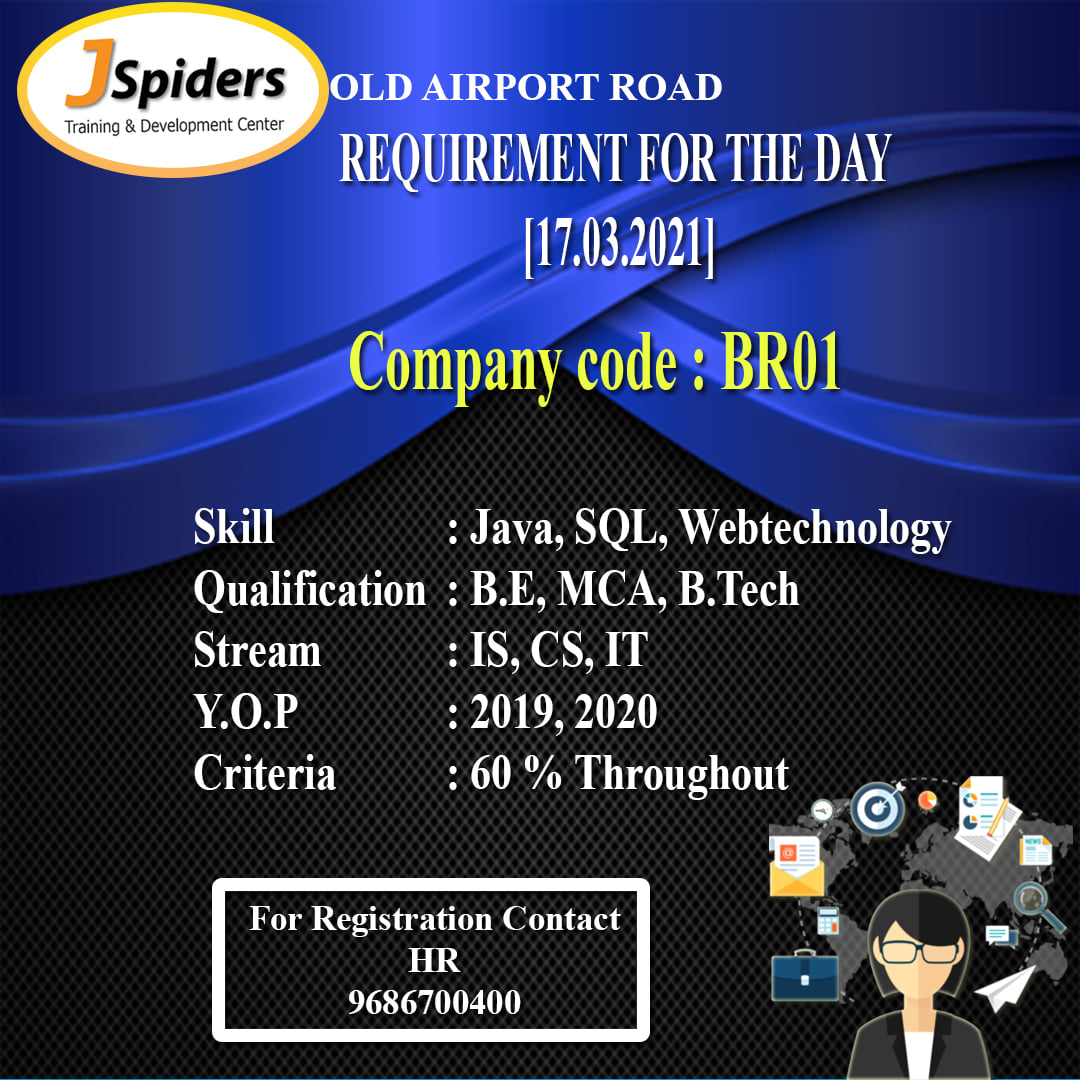 JSpiders
Training & Development Center
OLD AIRPORT ROAD
REQUIREMENT FOR THE DAY
[17.03.2021]
Company code : BR01
Skill : Java, SQL, Webtechnology
Qualification : B.E, MCA, B.Tech
Stream : IS, CS, IT
Y.O.P : 2019, 2020
Criteria : 60 % Throughout
@
NEWS
For Registration Contact
HR
9686700400